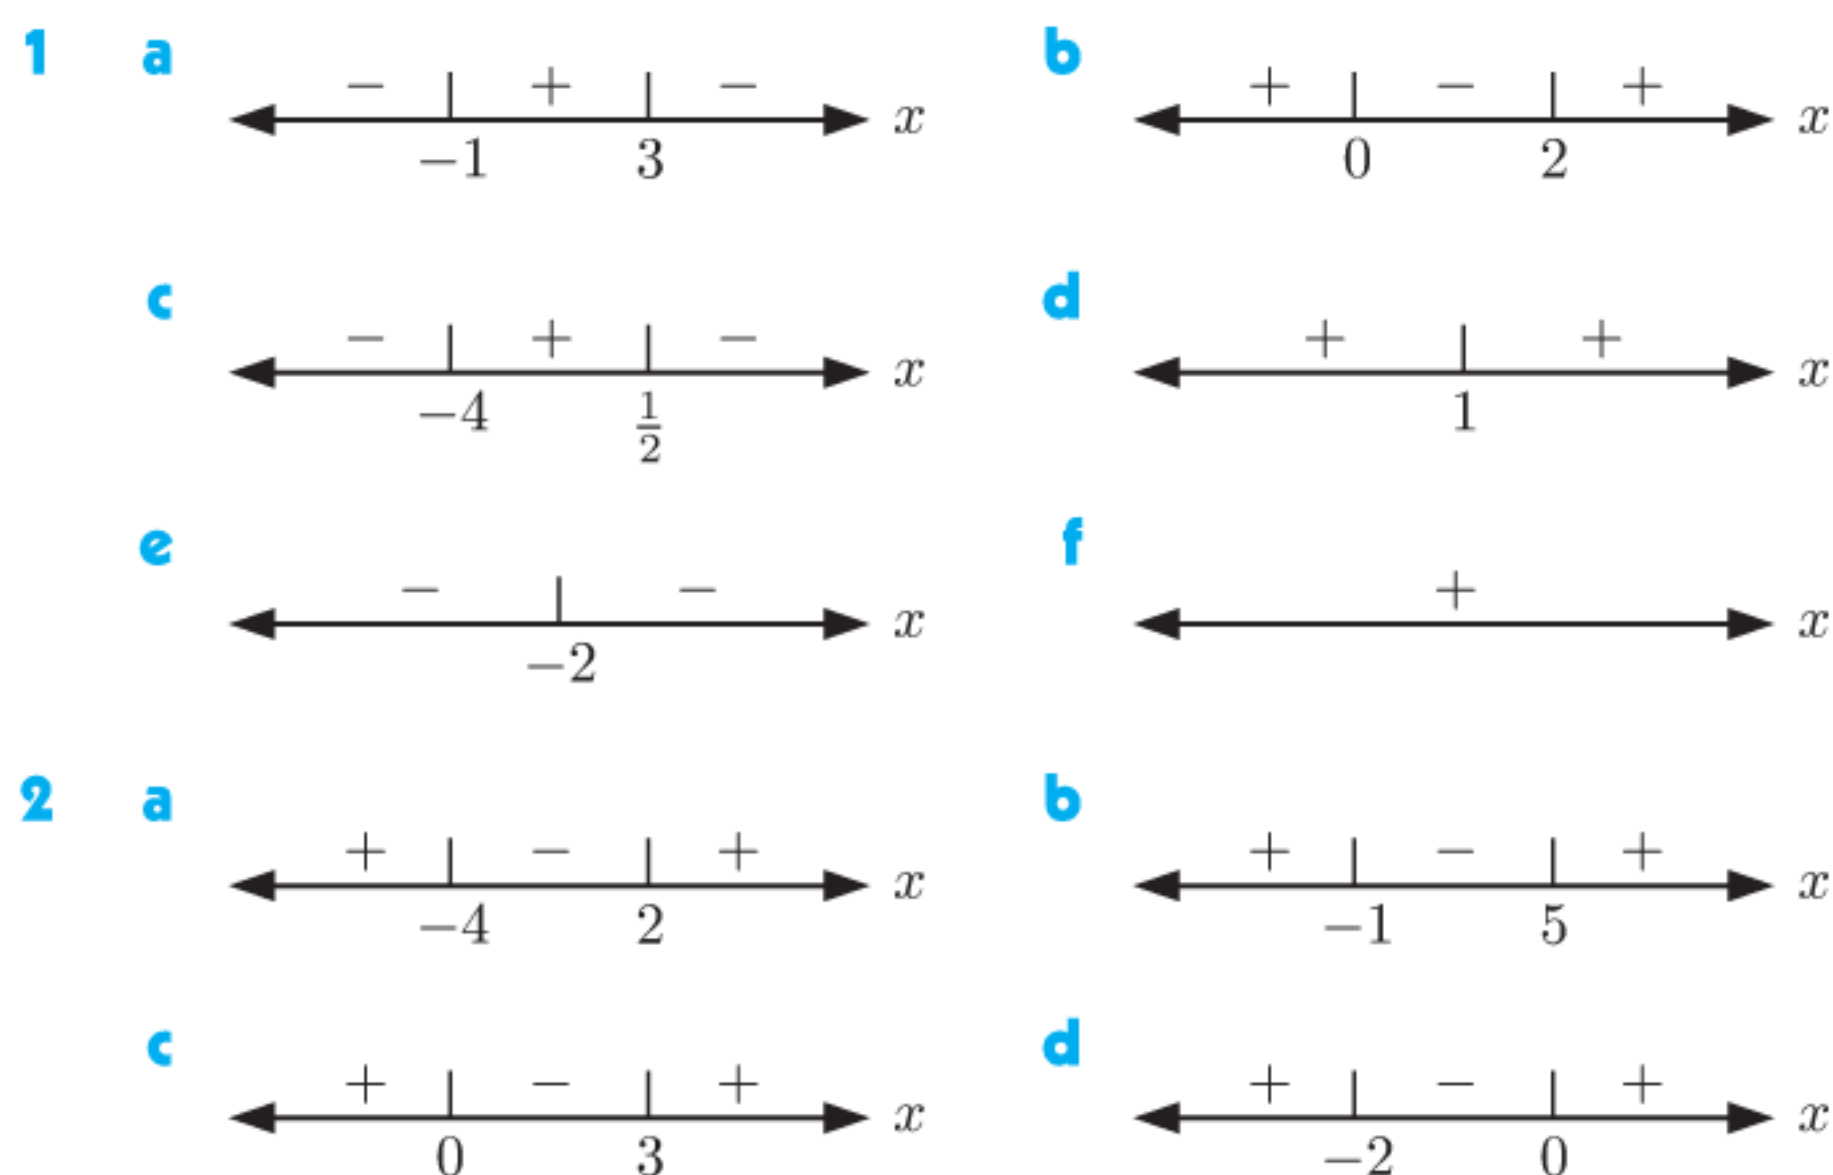 1 a − + − x b + − + x
−1 3 0 2
c − + − x d + + x
−4 1/2 1
e − − x f + x
−2
2 a + − + x b + − + x
−4 2 −1 5
c + − + x d + − + x
0 3 −2 0